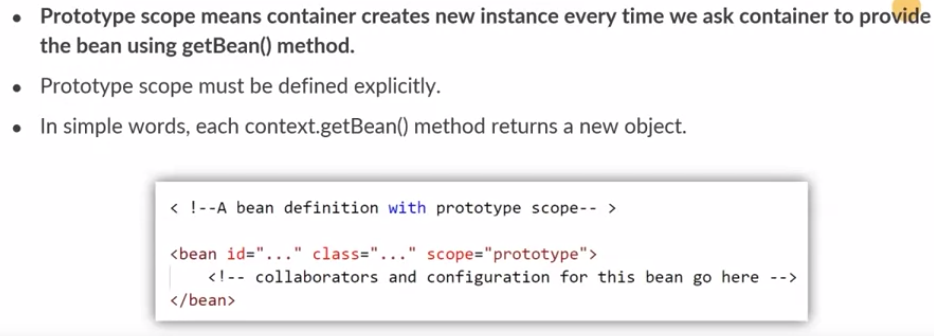 • Prototype scope means container creates new instance every time we ask container to provide
the bean using getBean() method.
• Prototype scope must be defined explicitly.
• In simple words, each context.getBean() method returns a new object.
< !--A bean definition with prototype scope-- >
<bean id="..." class="..." scope="prototype">
<!-- collaborators and configuration for this bean go here -->
</bean>